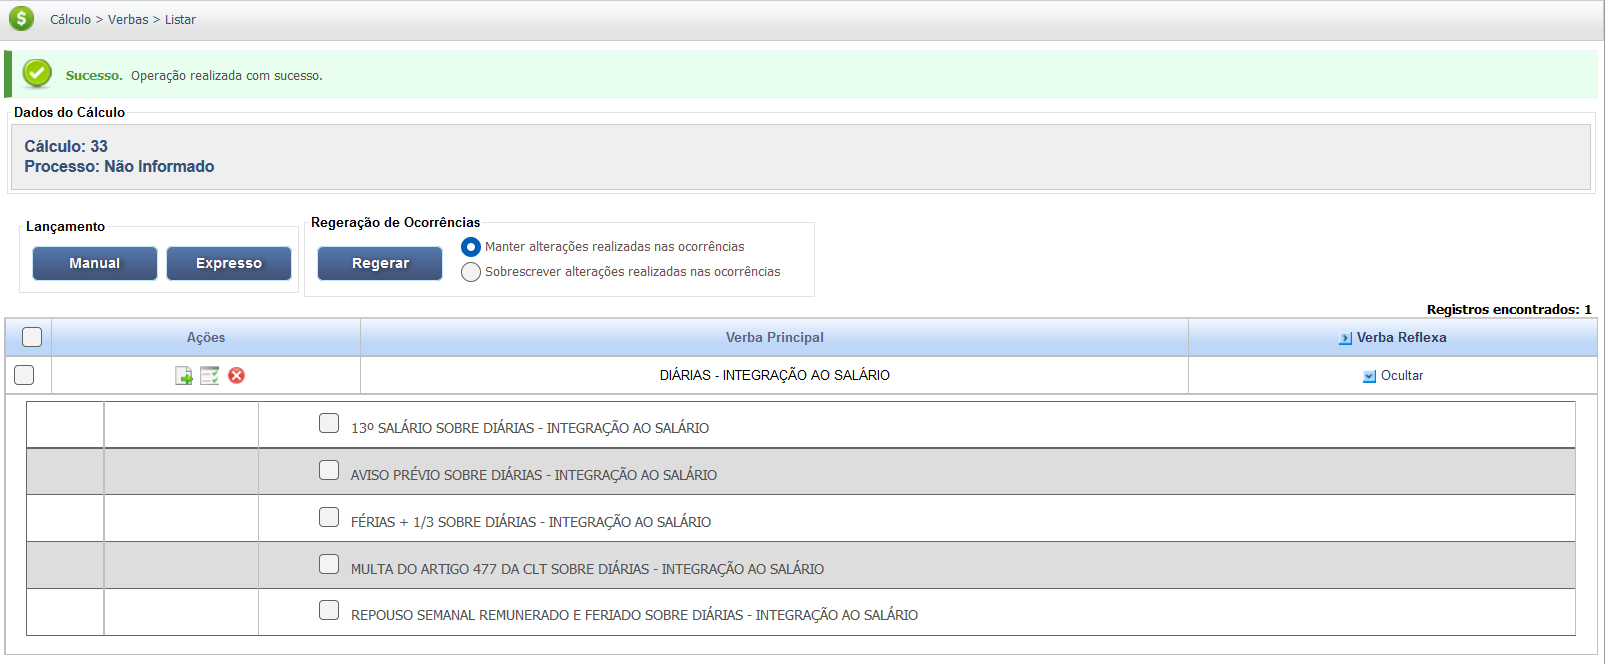 Cálculo > Verbas > Listar
Sucesso. Operação realizada com sucesso.
Dados do Cálculo
Cálculo: 33
Processo: Não Informado
Lançamento
Manual
Expresso
Regeração de Ocorrências
Regerar
Manter alterações realizadas nas ocorrências
Sobrescrever alterações realizadas nas ocorrências
Registros encontrados: 1
Ações
Verba Principal
Verba Reflexa
DIÁRIAS - INTEGRAÇÃO AO SALÁRIO
Ocultar
13º SALÁRIO SOBRE DIÁRIAS - INTEGRAÇÃO AO SALÁRIO
AVISO PRÉVIO SOBRE DIÁRIAS - INTEGRAÇÃO AO SALÁRIO
FÉRIAS + 1/3 SOBRE DIÁRIAS - INTEGRAÇÃO AO SALÁRIO
MULTA DO ARTIGO 477 DA CLT SOBRE DIÁRIAS - INTEGRAÇÃO AO SALÁRIO
REPOUSO SEMANAL REMUNERADO E FERIADO SOBRE DIÁRIAS - INTEGRAÇÃO AO SALÁRIO